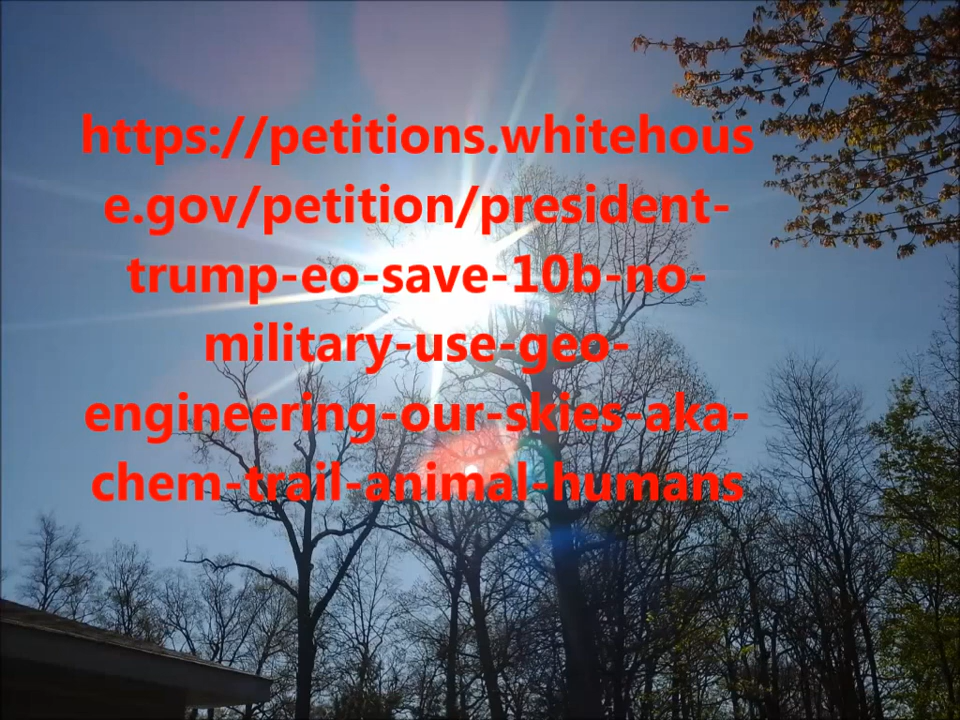 https://petitions.whitehous
e.gov/petition/president-
trump-eo-save-10b-no-
military-use-geo-
engineering-our-skies-aka-
chem-trail-animal-humans